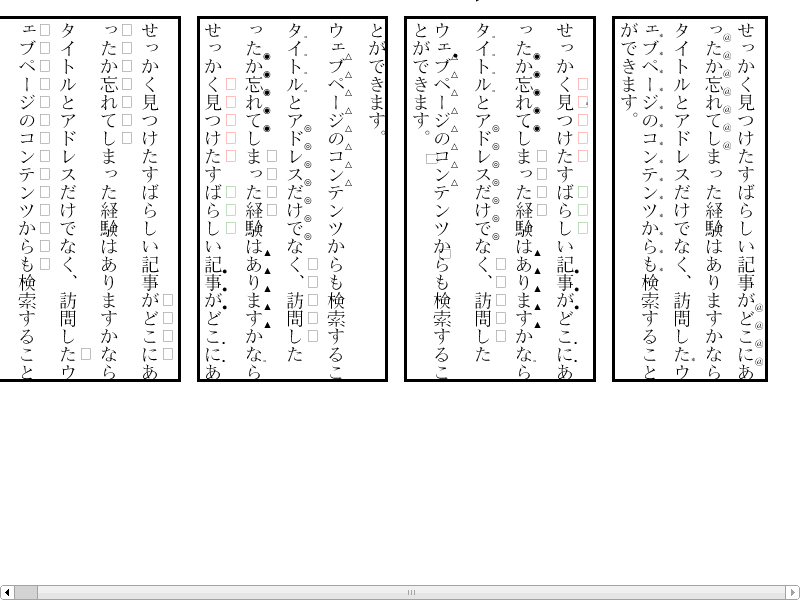 せっかく見つけたすばらしい記事がどこにあ
ったか忘れてしまった経験はありますかなら
タイトルとアドレスだけでなく、訪問したウ
ェブページのコンテンツからも検索すること
ができます。
せっかく見つけたすばらしい記事がどこにあ
ったか忘れてしまった経験はありますかなら
タイトルとアドレスだけでなく、訪問した
ウェブページのコンテンツからも検索するこ
とができます。
せっかく見つけたすばらしい記事がどこにあ
ったか忘れてしまった経験はありますかなら
タイトルとアドレスだけでなく、訪問した
ウェブページのコンテンツからも検索するこ
とができます。
せっかく見つけたすばらしい記事がどこにあ
ったか忘れてしまった経験はありますかなら
タイトルとアドレスだけでなく、訪問したウ
ェブページのコンテンツからも検索すること